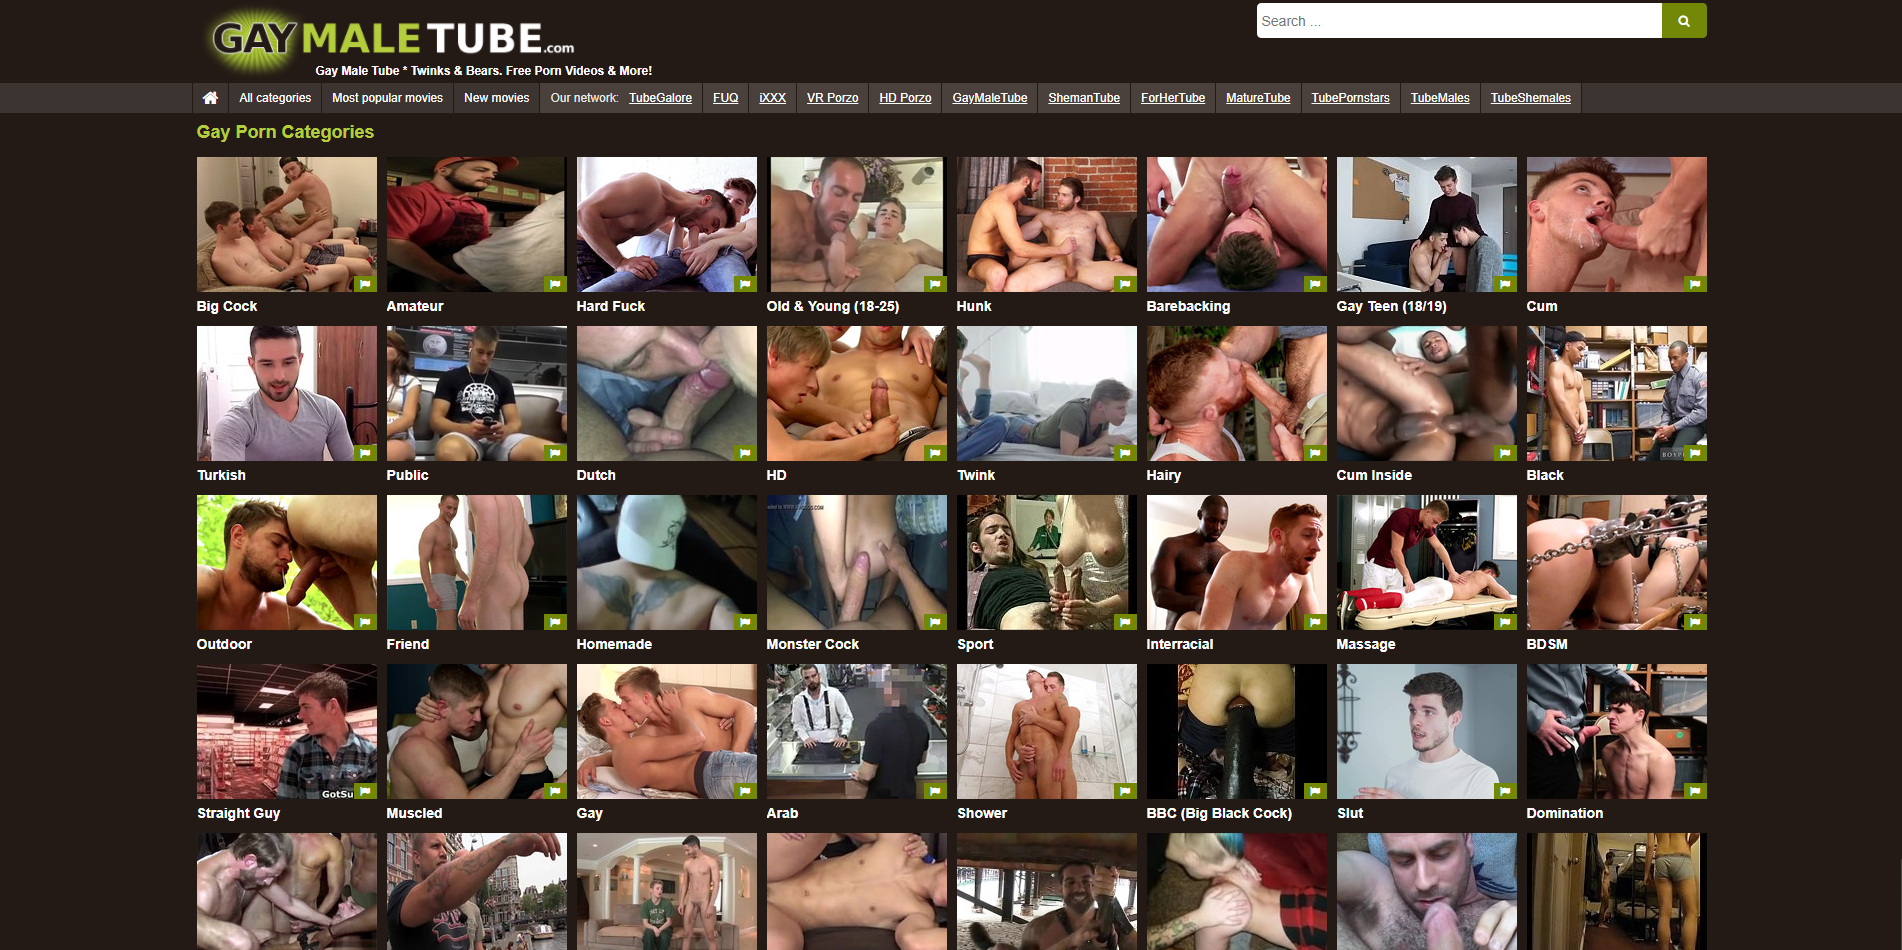 GAYMALETUBE.com
Search ...
Gay Male Tube * Twinks & Bears. Free Porn Videos & More!
All categories Most popular movies New movies Our network: TubeGalore FUQ iXXX VR Porzo HD Porzo GayMaleTube ShemanTube ForHerTube MatureTube TubePornstars TubeMales TubeShemales
Gay Porn Categories
Big Cock Amateur Hard Fuck Old & Young (18-25) Hunk Barebacking Gay Teen (18/19) Cum
Turkish Public Dutch HD Twink Hairy Cum Inside Black
Outdoor Friend Homemade Monster Cock Sport Interracial Massage BDSM
GotSu
Straight Guy Muscled Gay Arab Shower BBC (Big Black Cock) Slut Domination